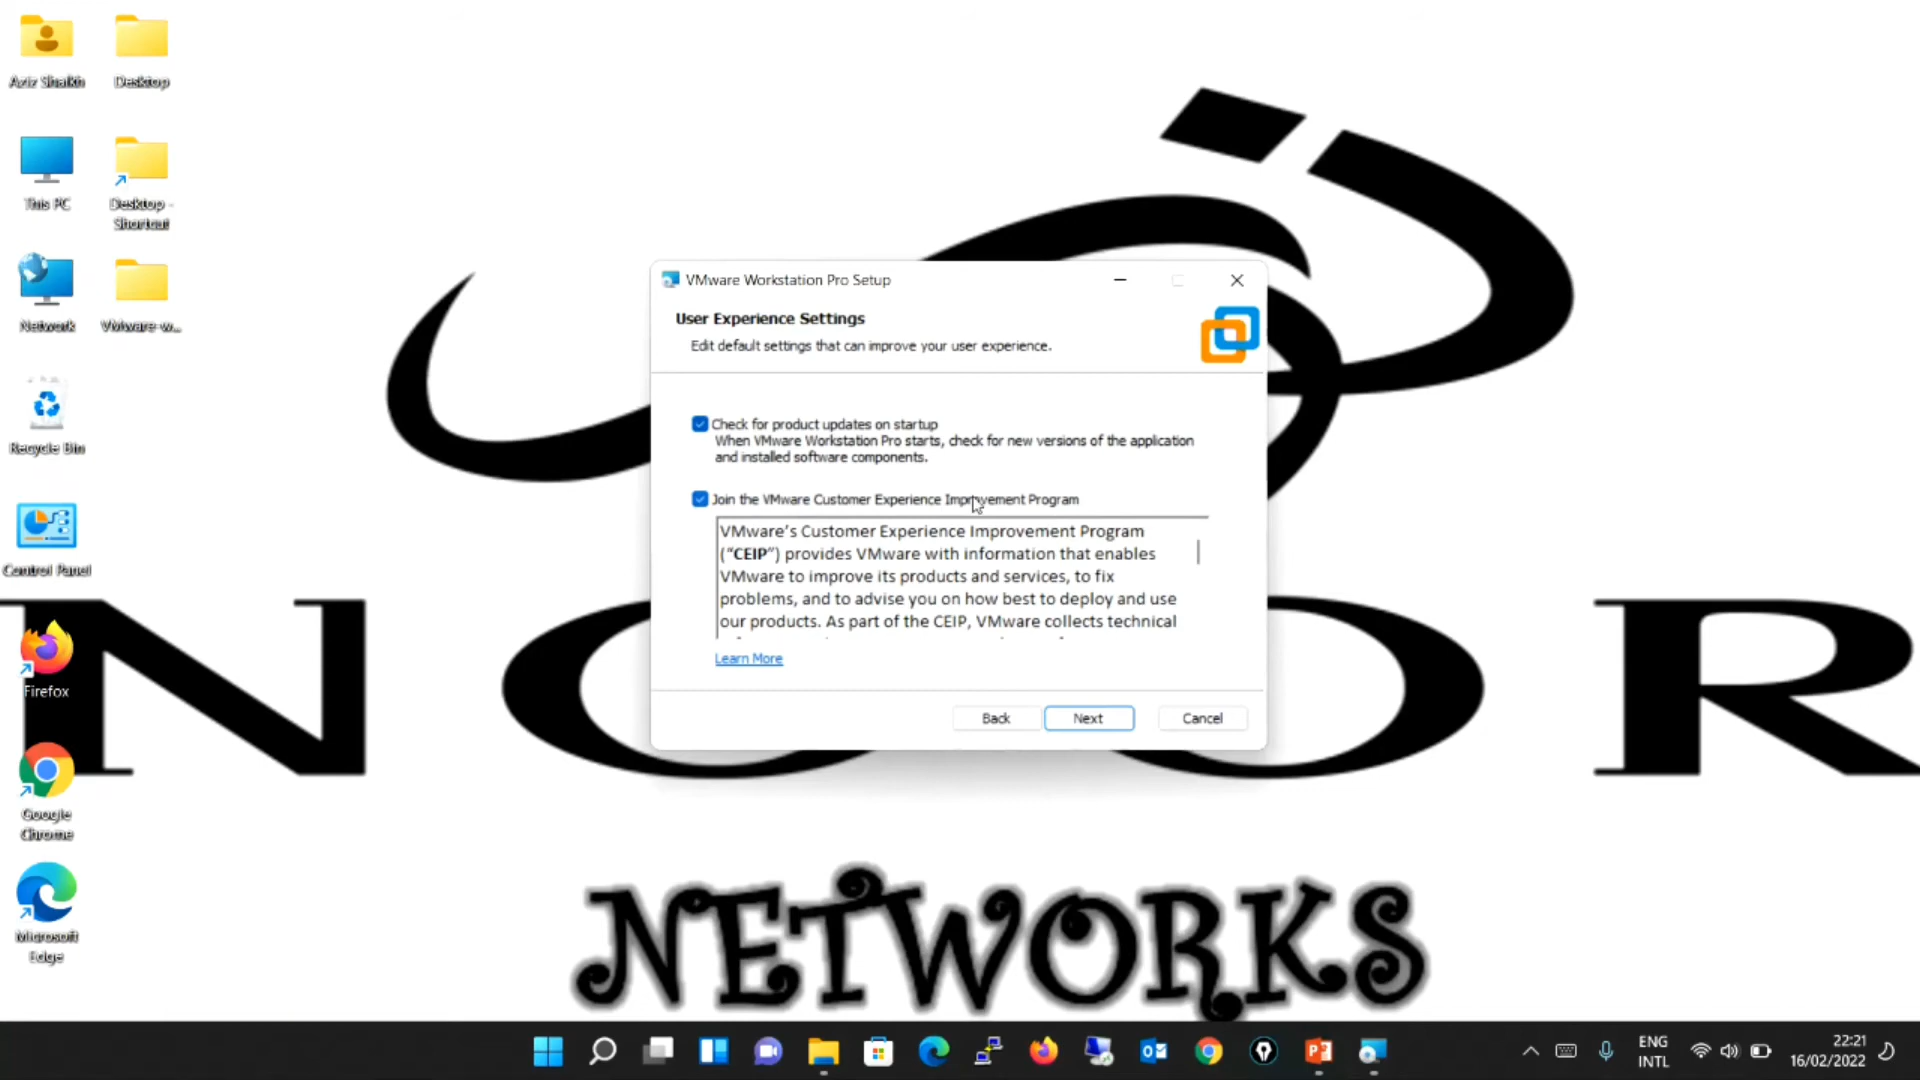 Aziz Shaikh
Desktop
This PC
Desktop -
Shortcut
Network
VMware-w...
Recycle Bin
Control Panel
Firefox
Google
Chrome
Microsoft
Edge
VMware Workstation Pro Setup
User Experience Settings
Edit default settings that can improve your user experience.
Check for product updates on startup
When VMware Workstation Pro starts, check for new versions of the application
and installed software components.
Join the VMware Customer Experience Improvement Program
VMware's Customer Experience Improvement Program
("CEIP") provides VMware with information that enables
VMware to improve its products and services, to fix
problems, and to advise you on how best to deploy and use
our products. As part of the CEIP, VMware collects technical
Learn More
Back
Next
Cancel
NOOR
NETWORKS
ENG
INTL
22:21
16/02/2022